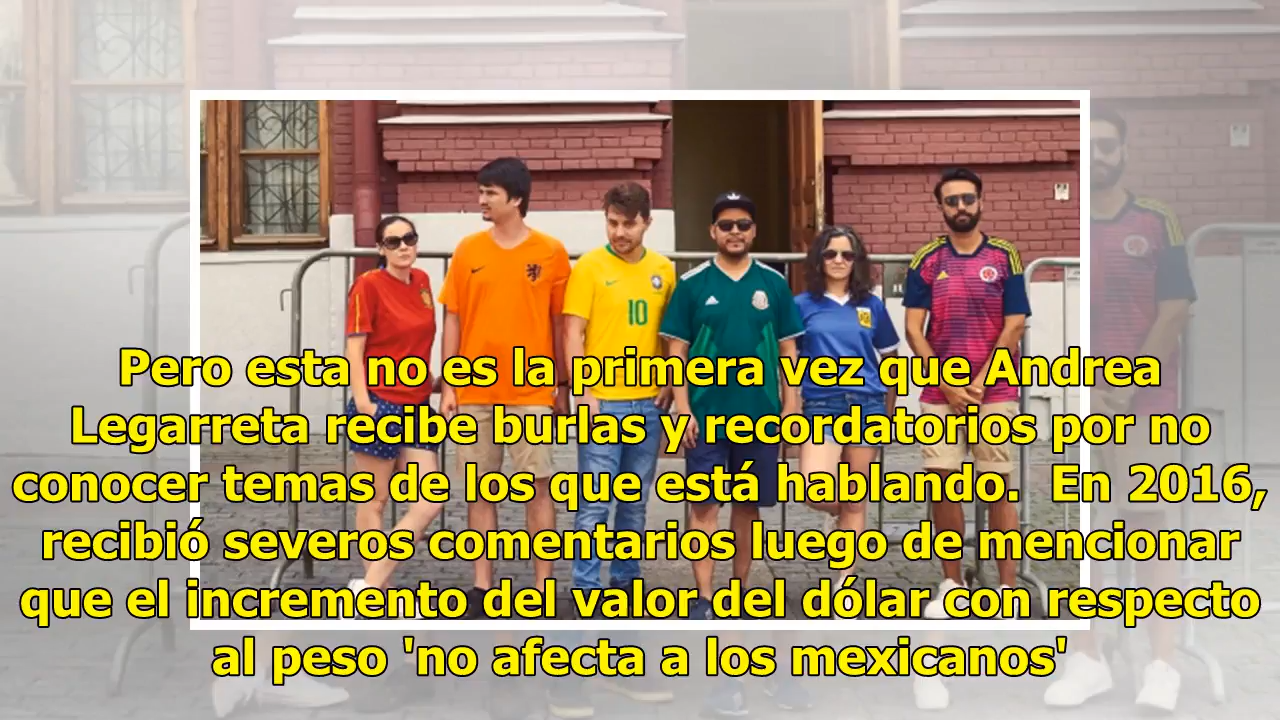 Pero esta no es la primera vez que Andrea
Legarreta recibe burlas y recordatorios por no
conocer temas de los que está hablando.  En 2016,
recibió severos comentarios luego de mencionar
que el incremento del valor del dólar con respecto
al peso 'no afecta a los mexicanos'
10